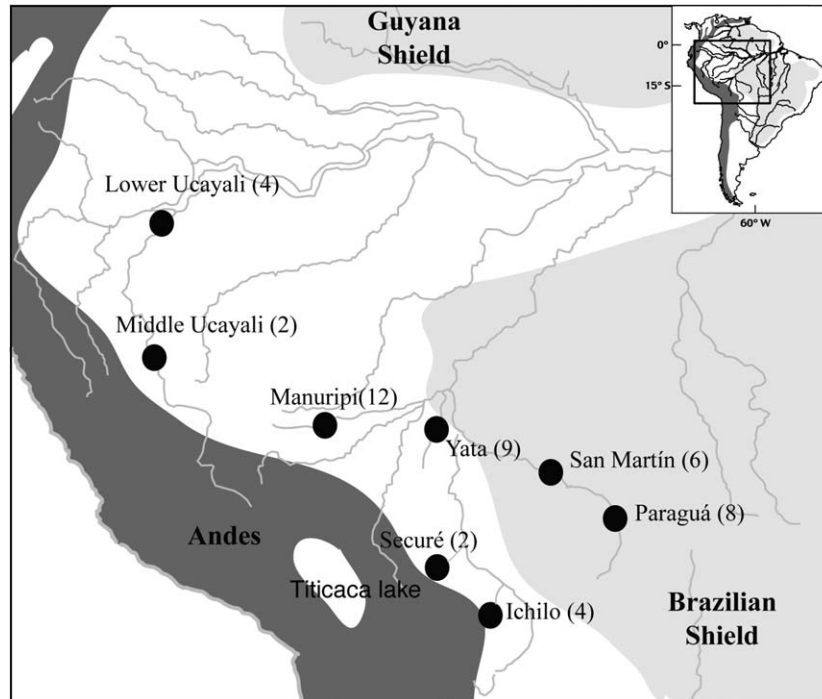 Guyana
Shield
0°
15° S
60° W
Lower Ucayali (4)
Middle Ucayali (2)
Manuripi(12)
Yata (9)
San Martín (6)
Paraguá (8)
Andes
Securé (2)
Titicaca lake
Ichilo (4)
Brazilian
Shield